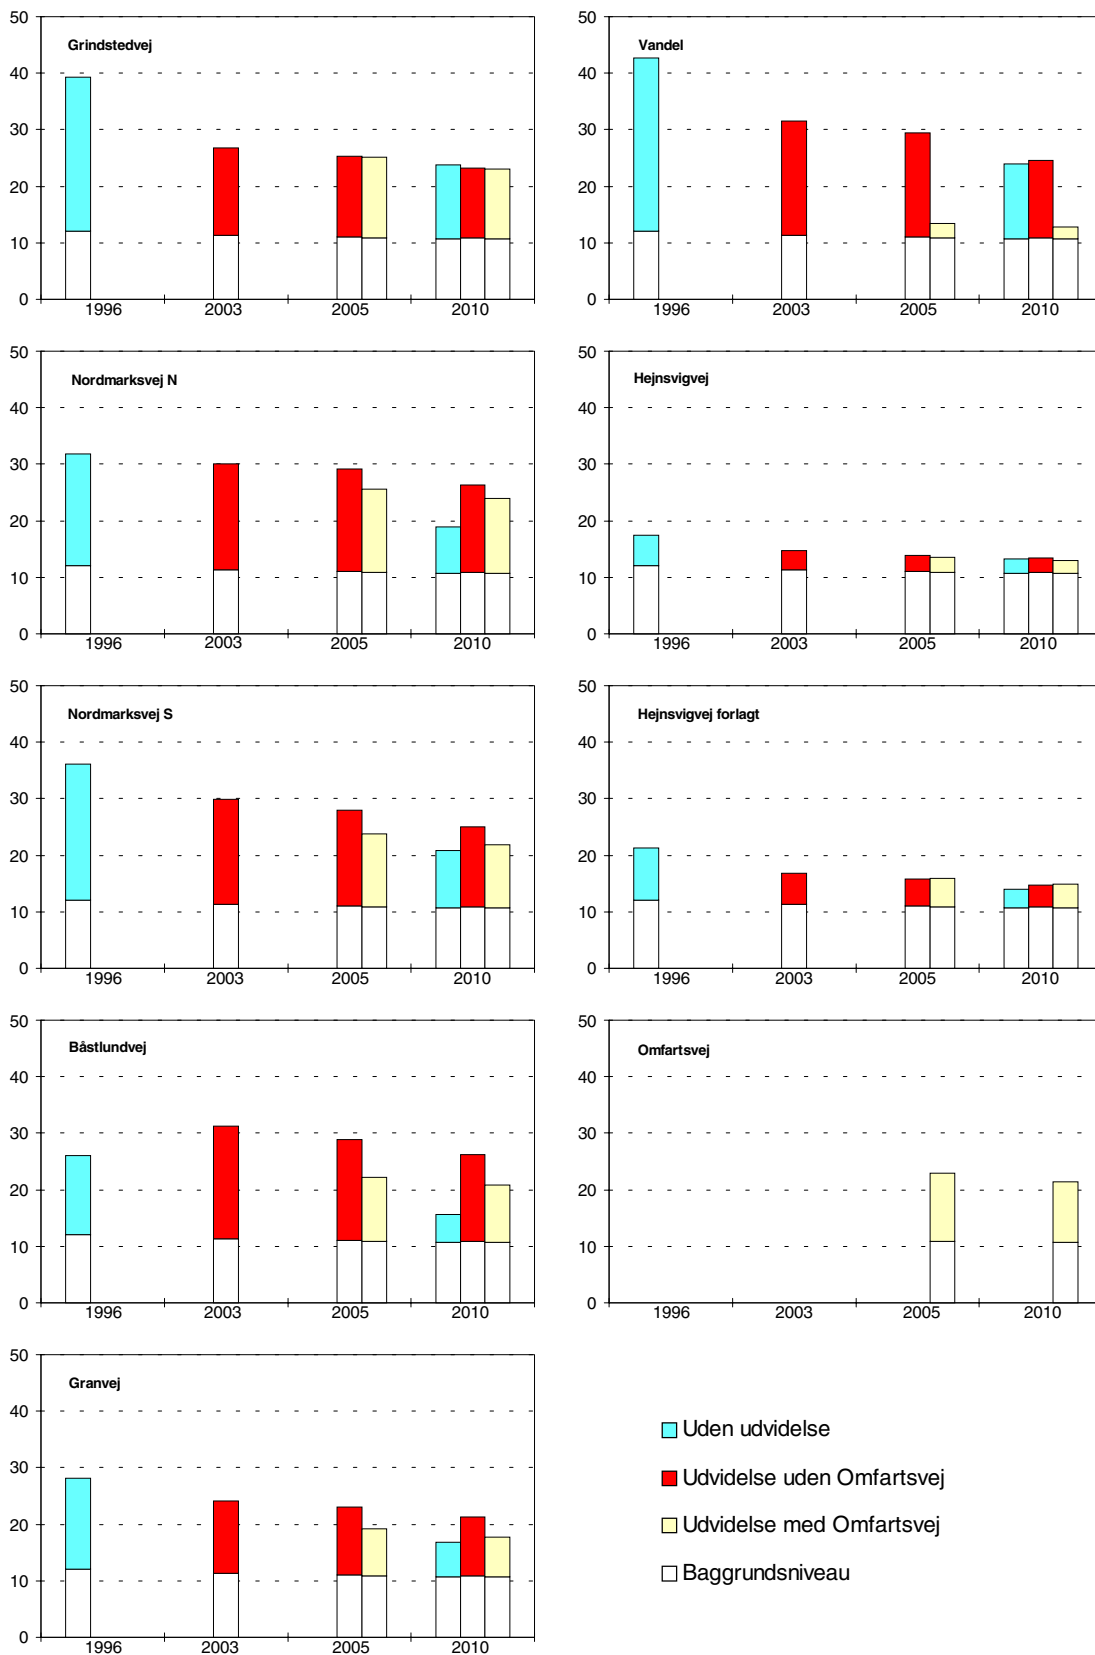 Grindstedvej
50
40
30
20
10
0
1996 2003 2005 2010
Vandel
50
40
30
20
10
0
1996 2003 2005 2010
Nordmarksvej N
50
40
30
20
10
0
1996 2003 2005 2010
Hejnsvigvej
50
40
30
20
10
0
1996 2003 2005 2010
Nordmarksvej S
50
40
30
20
10
0
1996 2003 2005 2010
Hejnsvigvej forlagt
50
40
30
20
10
0
1996 2003 2005 2010
Båstlundvej
50
40
30
20
10
0
1996 2003 2005 2010
Omfartsvej
50
40
30
20
10
0
1996 2003 2005 2010
Granvej
50
40
30
20
10
0
1996 2003 2005 2010
Uden udvidelse
Udvidelse uden Omfartsvej
Udvidelse med Omfartsvej
Baggrundsniveau